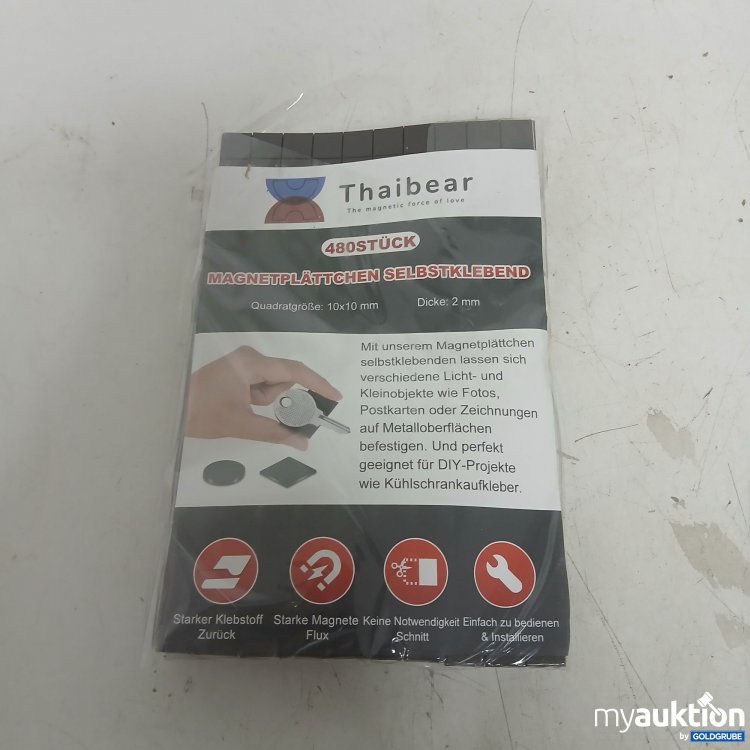 Thaibear
The magnetic force of love
480STÜCK
MAGNETPLÄTTCHEN SELBSTKLEBEND
Quadratgröße: 10x10 mm Dicke: 2 mm
Mit unserem Magnetplättchen
selbstklebenden lassen sich
verschiedene Licht- und
Kleinobjekte wie Fotos,
Postkarten oder Zeichnungen
auf Metalloberflächen
befestigen. Und perfekt
geeignet für DIY-Projekte
wie Kühlschrankaufkleber.
Starker Klebstoff
Zurück
Starke Magnete
Flux
Keine Notwendigkeit
Schnitt
Einfach zu bedienen
& Installieren
myauktion
by GOLDGRUBE